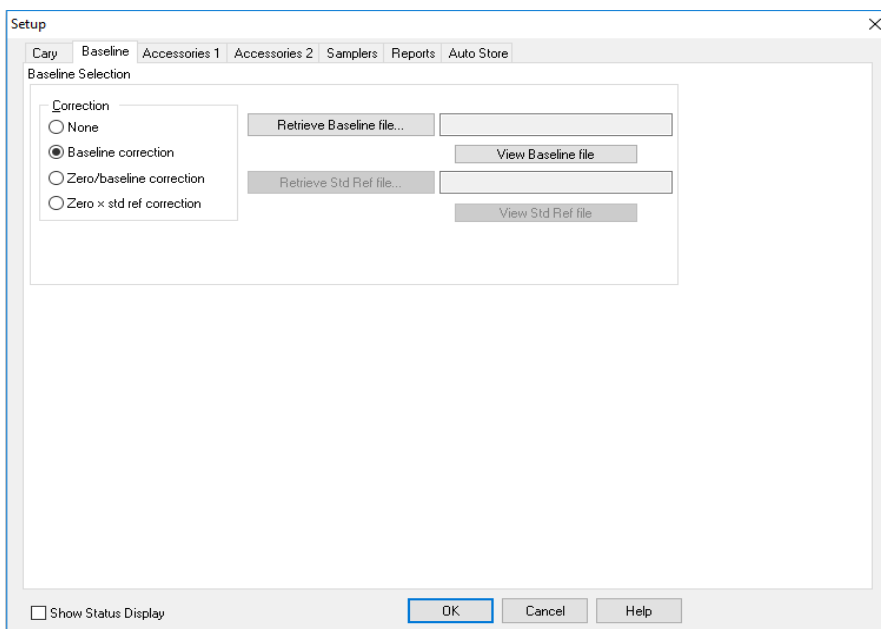 Setup
Cary Baseline Accessories 1 Accessories 2 Samplers Reports Auto Store
Baseline Selection
Correction
None
Baseline correction
Zero/baseline correction
Zero × std ref correction
Retrieve Baseline file...
View Baseline file
Retrieve Std Ref file...
View Std Ref file
Show Status Display
OK Cancel Help